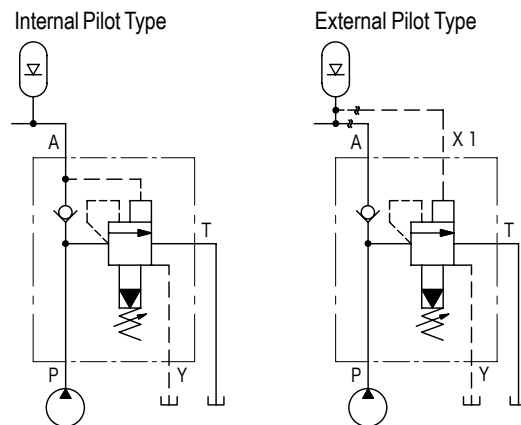 Internal Pilot Type
External Pilot Type
A
T
P
Y
A
X 1
T
P
Y